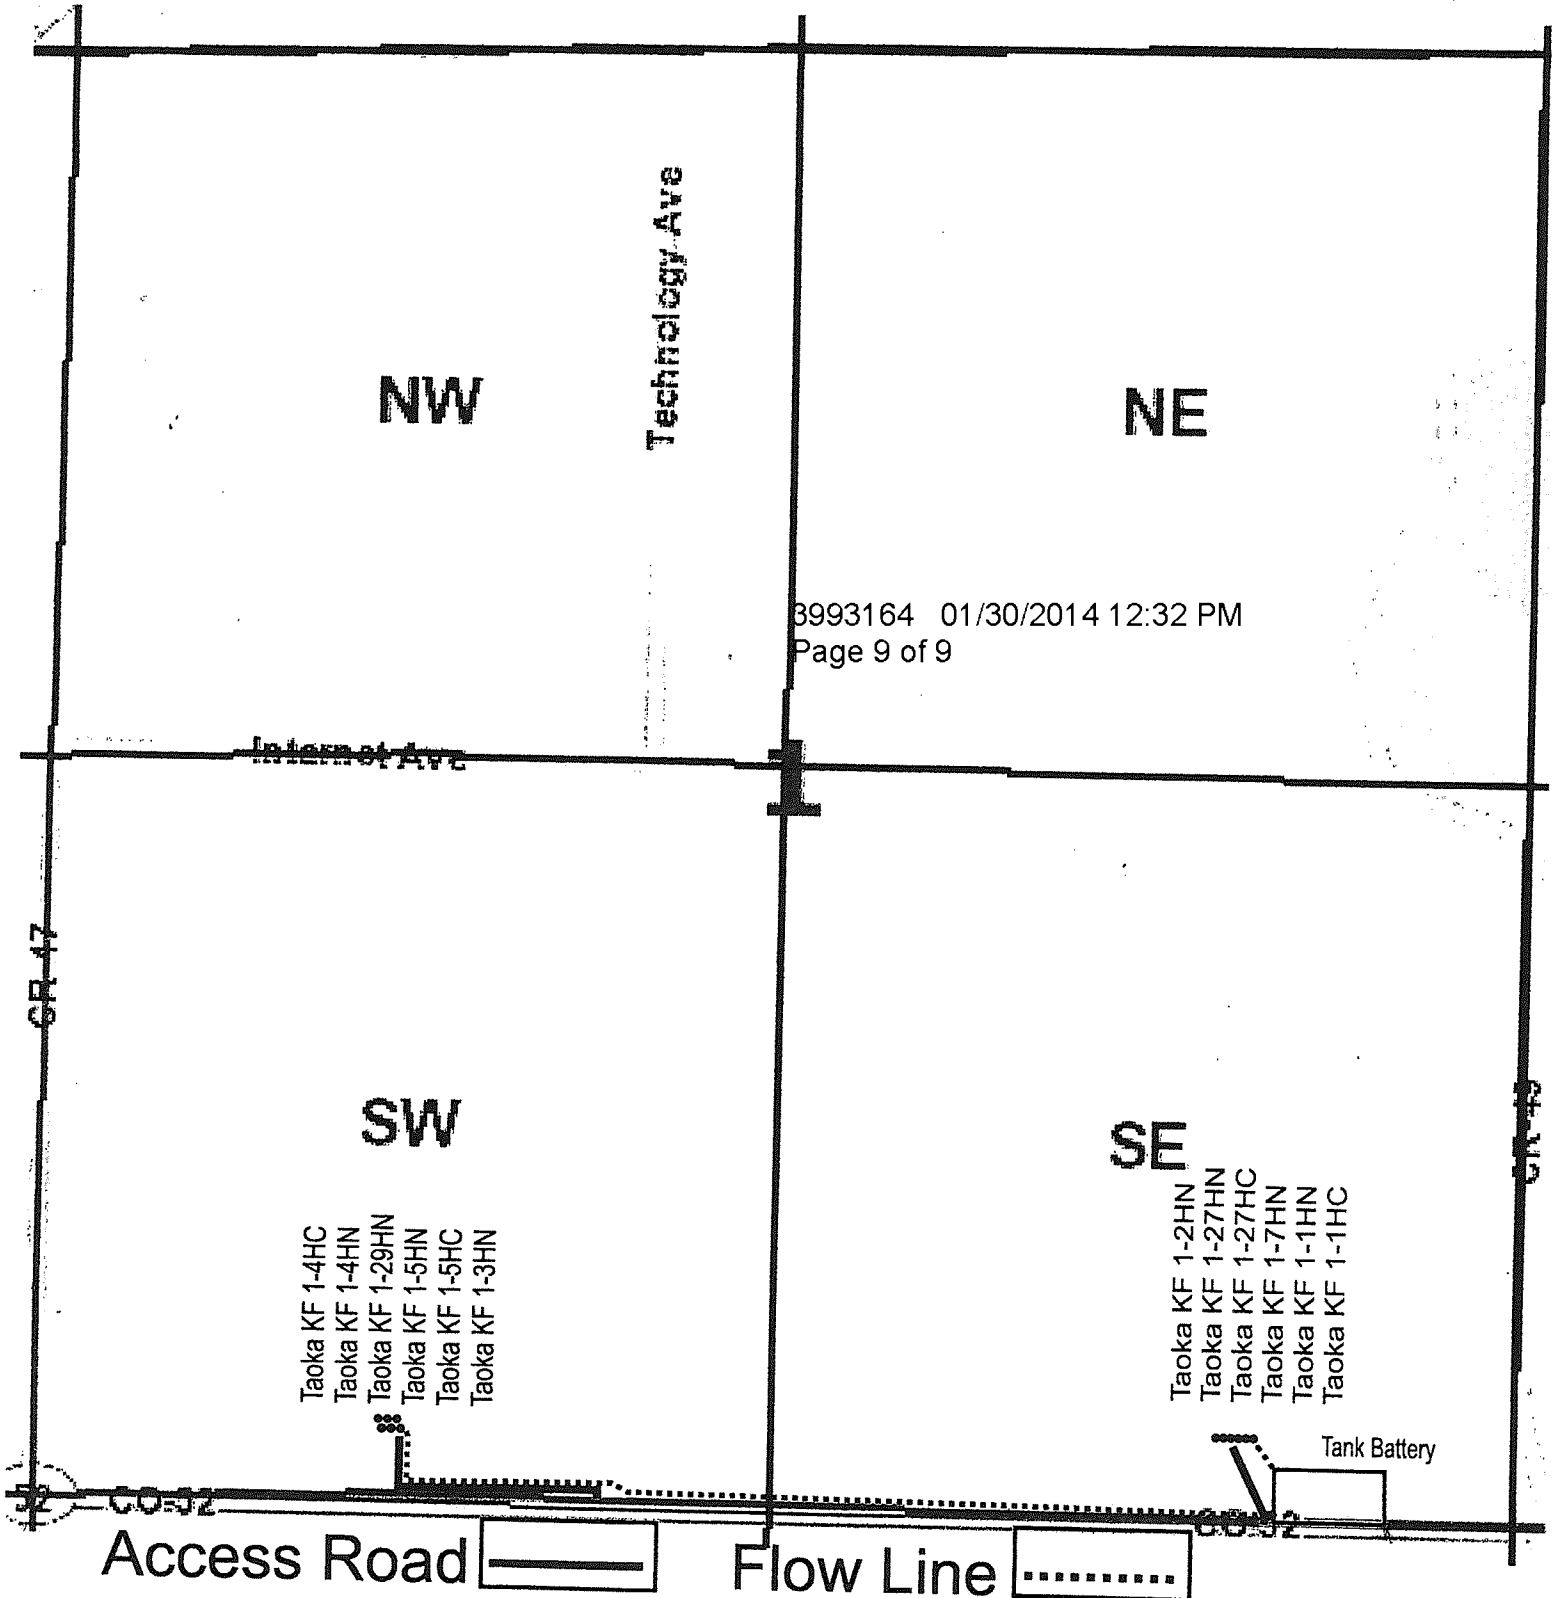 Technology Ave
NW
NE
3993164 01/30/2014 12:32 PM
Page 9 of 9
Internet Ave
1
CR 47
CR 49
SW
SE
Taoka KF 1-4HC
Taoka KF 1-4HN
Taoka KF 1-29HN
Taoka KF 1-5HN
Taoka KF 1-5HC
Taoka KF 1-3HN
Taoka KF 1-2HN
Taoka KF 1-27HN
Taoka KF 1-27HC
Taoka KF 1-7HN
Taoka KF 1-1HN
Taoka KF 1-1HC
Tank Battery
Access Road
Flow Line